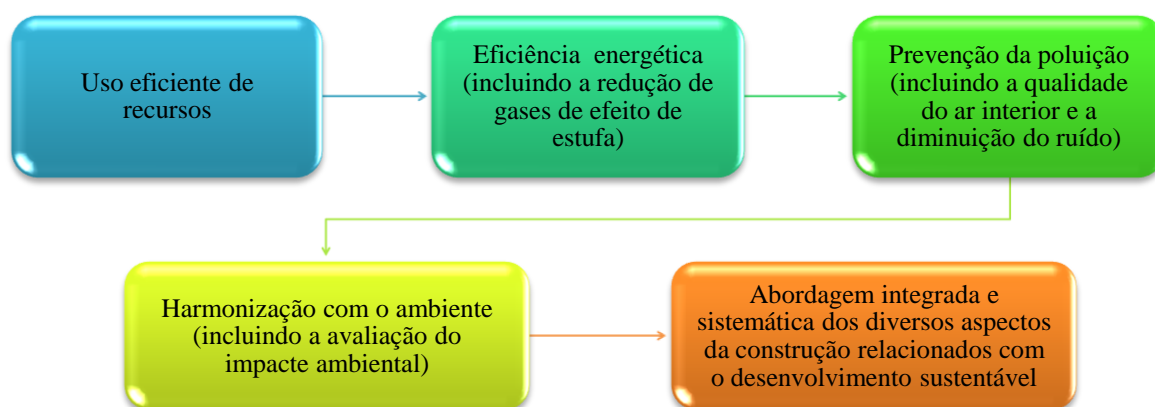 Uso eficiente de
recursos
Eficiência energética
(incluindo a redução de
gases de efeito de
estufa)
Prevenção da poluição
(incluindo a qualidade
do ar interior e a
diminuição do ruído)
Harmonização com o ambiente
(incluindo a avaliação do
impacte ambiental)
Abordagem integrada e
sistemática dos diversos aspectos
da construção relacionados com
o desenvolvimento sustentável